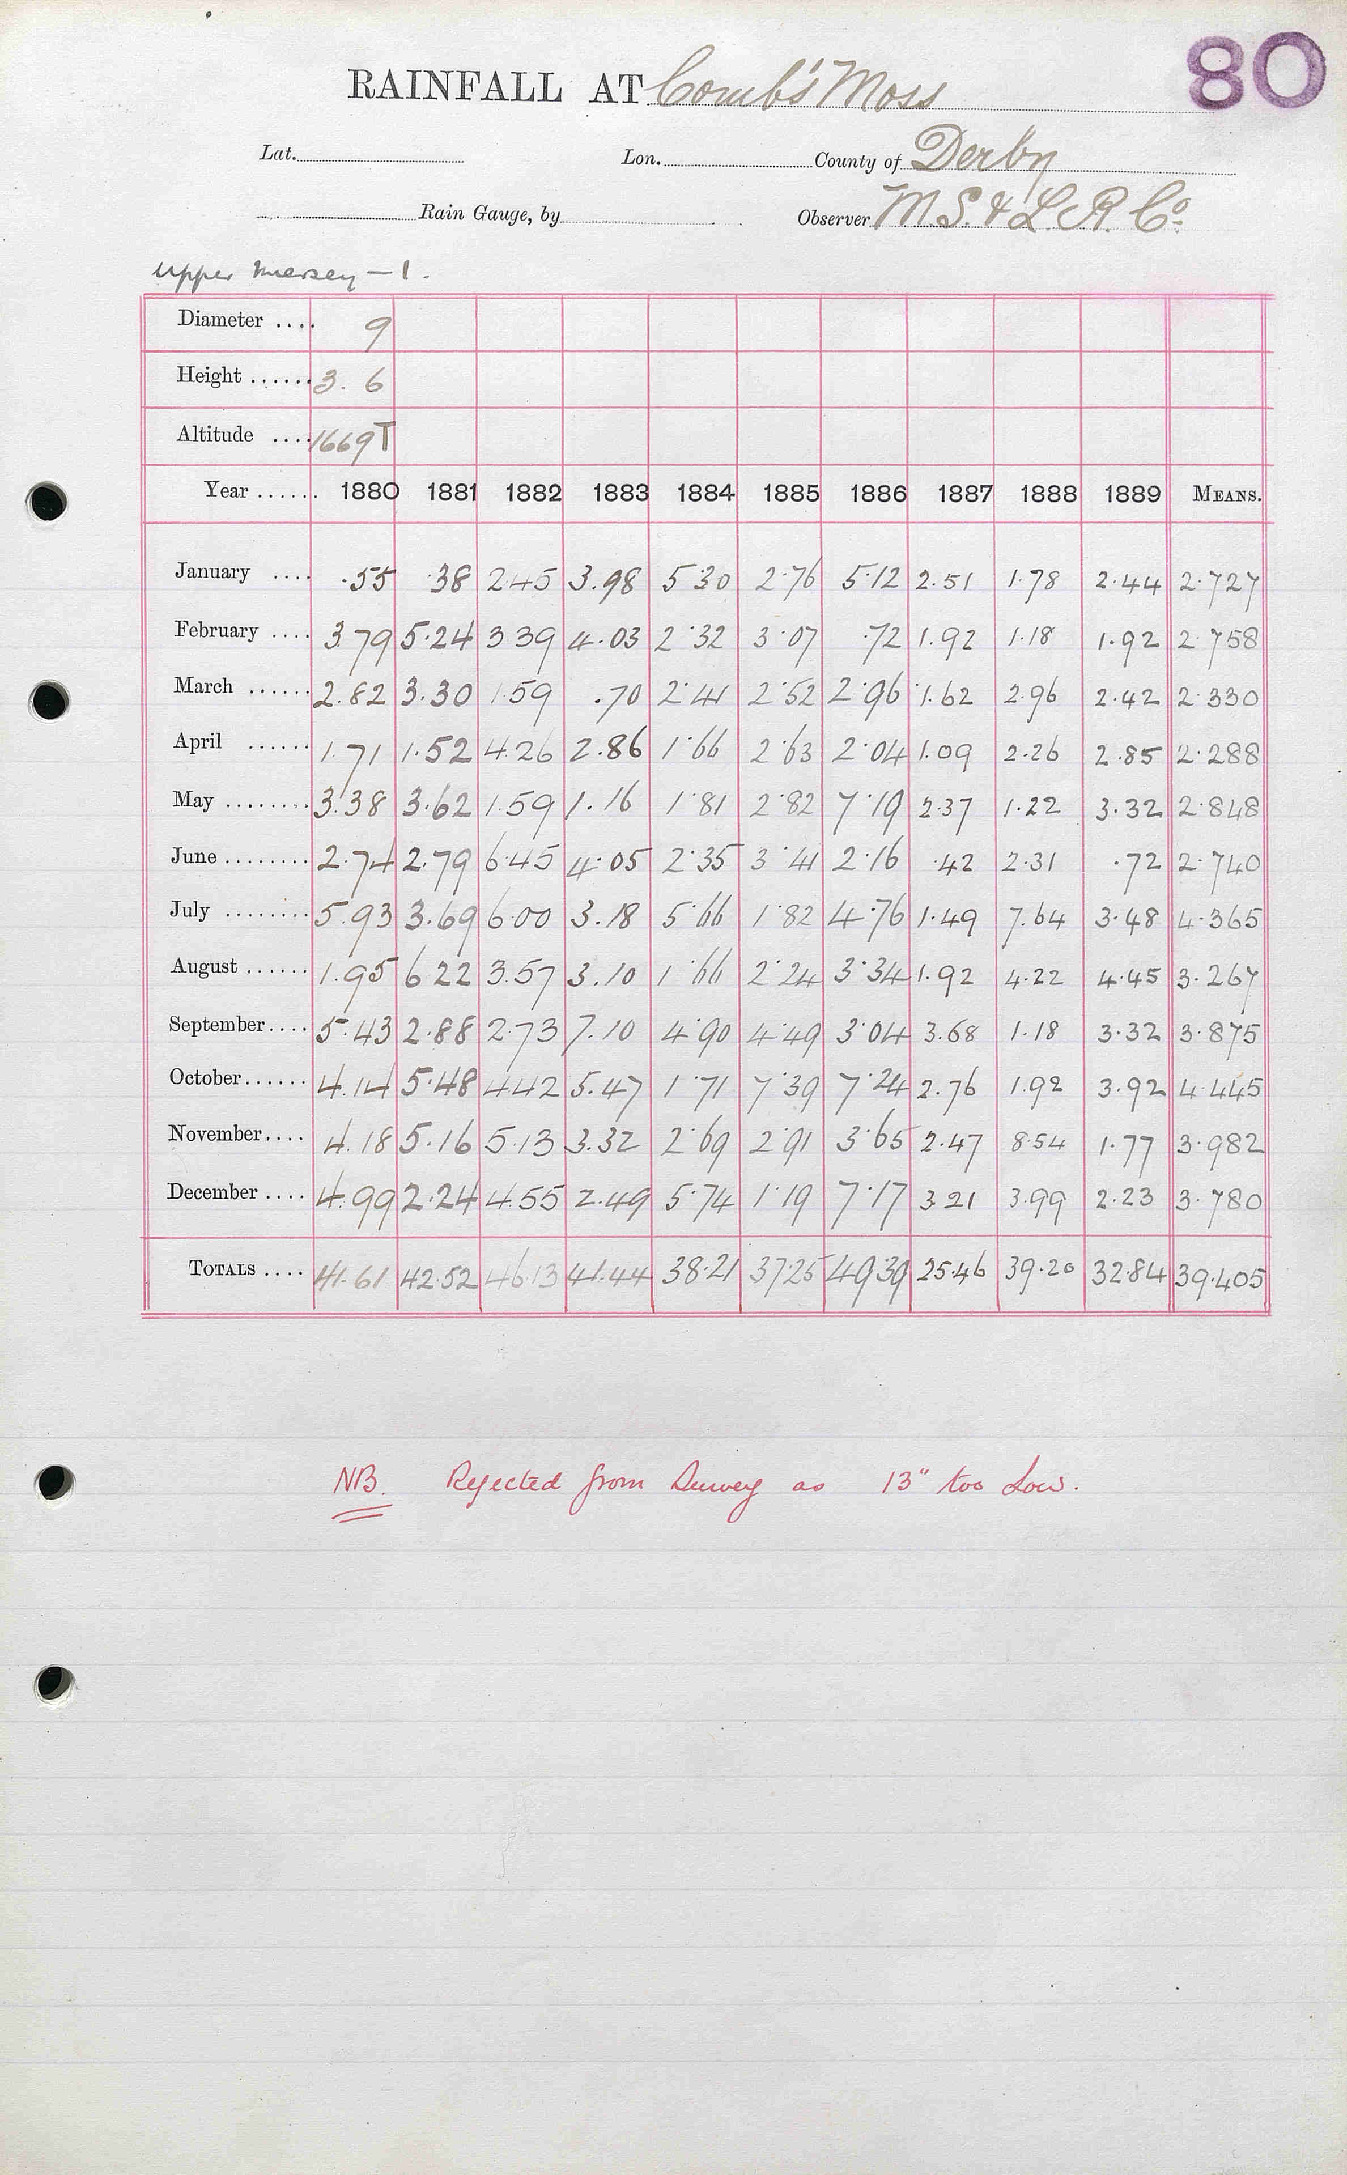 80
RAINFALL AT Comb's Moss
Lat. Lon. County of Derby
Rain Gauge, by Observer M.S. & L.R. Co.
Upper Mersey — 1.
Diameter .... 9
Height ...... 3. 6
Altitude .... 1669T
Year ...... 1880 1881 1882 1883 1884 1885 1886 1887 1888 1889 MEANS.
January .... .55 .38 2.45 3.98 5.30 2.76 5.12 2.51 1.78 2.44 2.727
February .... 3.79 5.24 3.39 4.03 2.32 3.07 .72 1.92 1.18 1.92 2.758
March ...... 2.82 3.30 1.59 .70 2.41 2.52 2.96 1.62 2.96 2.42 2.330
April ...... 1.71 1.52 4.26 2.86 1.66 2.63 2.04 1.09 2.26 2.85 2.288
May ........ 3.38 3.62 1.59 1.16 1.81 2.82 7.19 2.37 1.22 3.32 2.848
June ........ 2.74 2.79 6.45 4.05 2.35 3.41 2.16 .42 2.31 .72 2.740
July ........ 5.93 3.69 6.00 3.18 5.66 1.82 4.76 1.49 7.64 3.48 4.365
August ...... 1.95 6.22 3.57 3.10 1.66 2.24 3.34 1.92 4.22 4.45 3.267
September.... 5.43 2.88 2.73 7.10 4.90 4.49 3.04 3.68 1.18 3.32 3.875
October...... 4.14 5.48 4.42 5.47 1.71 7.39 7.24 2.76 1.92 3.92 4.445
November.... 4.18 5.16 5.13 3.32 2.69 2.91 3.65 2.47 8.54 1.77 3.982
December .... 4.99 2.24 4.55 2.49 5.74 1.19 7.17 3.21 3.99 2.23 3.780
TOTALS .... 41.61 42.52 46.13 41.44 38.21 37.25 49.39 25.46 39.20 32.84 39.405
NB. Rejected from Survey as 13" too Low.